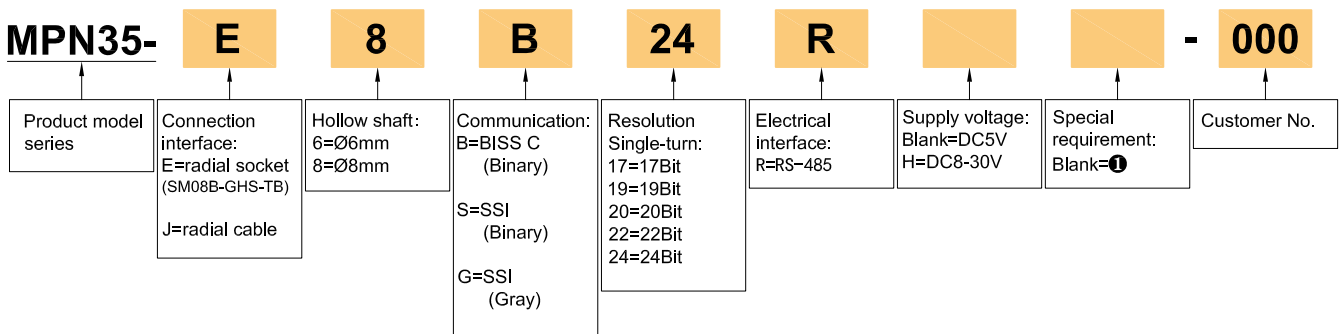 MPN35- E 8 B 24 R - 000
Product model
series
Connection
interface:
E=radial socket
(SM08B-GHS-TB)
J=radial cable
Hollow shaft:
6=Ø6mm
8=Ø8mm
Communication:
B=BISS C
(Binary)
S=SSI
(Binary)
G=SSI
(Gray)
Resolution
Single-turn:
17=17Bit
19=19Bit
20=20Bit
22=22Bit
24=24Bit
Electrical
interface:
R=RS-485
Supply voltage:
Blank=DC5V
H=DC8-30V
Special
requirement:
Blank=❶
Customer No.